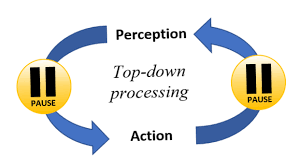 Perception
Top-down
processing
PAUSE
PAUSE
Action